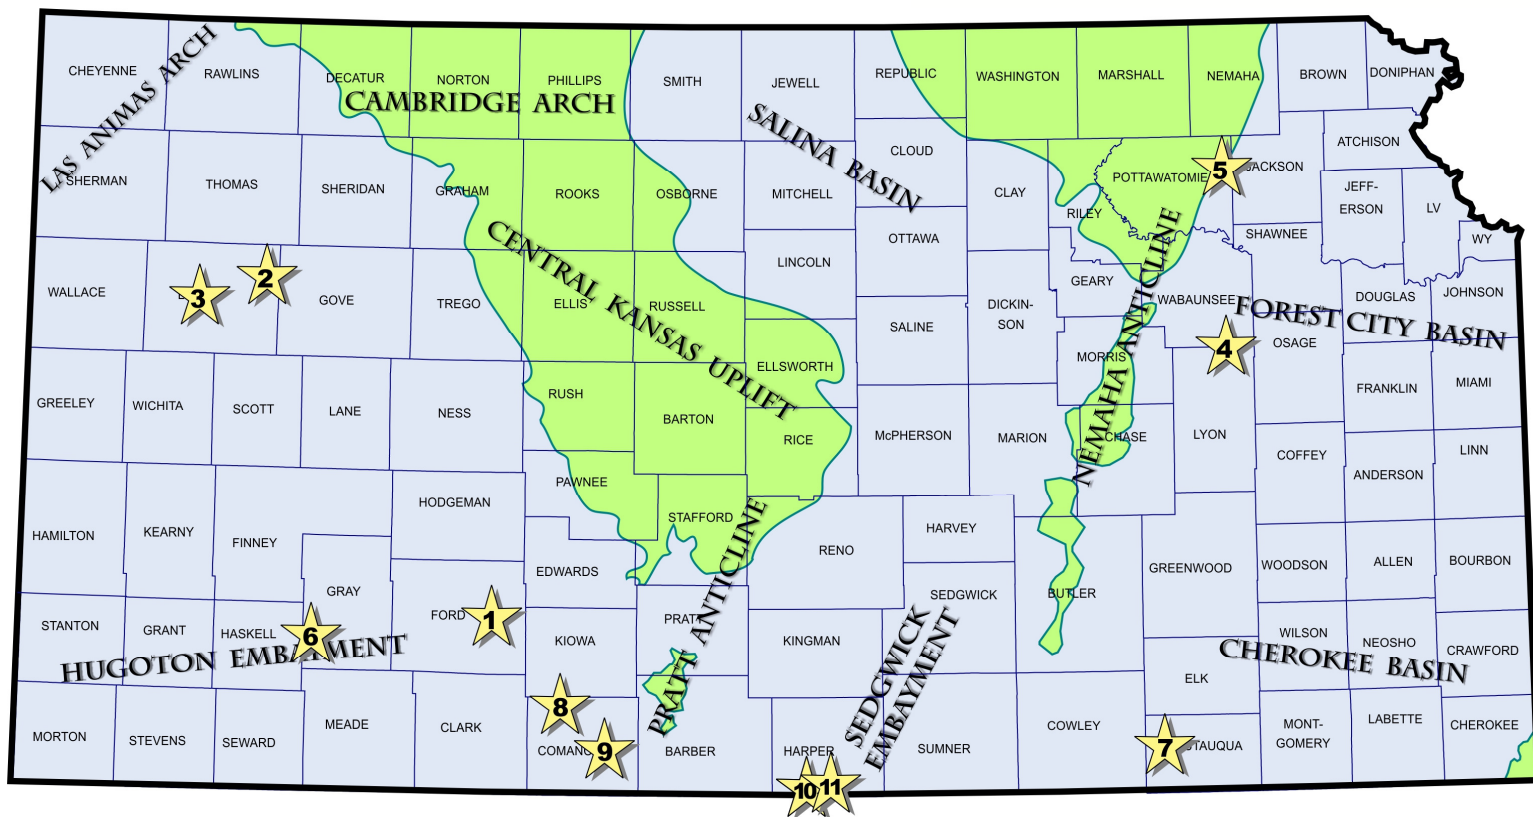 CHEYENNE
RAWLINS
DECATUR
NORTON
PHILLIPS
SMITH
JEWELL
REPUBLIC
WASHINGTON
MARSHALL
NEMAHA
BROWN
DONIPHAN
LAS ANIMAS ARCH
CAMBRIDGE ARCH
SALINA BASIN
CLOUD
ATCHISON
SHERMAN
THOMAS
SHERIDAN
GRAHAM
ROOKS
OSBORNE
MITCHELL
CLAY
RILEY
POTTAWATOMIE
5
JACKSON
JEFF-
ERSON
LV
OTTAWA
SHAWNEE
WY
CENTRAL KANSAS UPLIFT
NEMAHA ANTICLINE
LINCOLN
WALLACE
3
2
GOVE
TREGO
ELLIS
RUSSELL
SALINE
DICKIN-
SON
GEARY
WABAUNSEE
DOUGLAS
JOHNSON
FOREST CITY BASIN
4
OSAGE
MORRIS
ELLSWORTH
GREELEY
WICHITA
SCOTT
LANE
NESS
RUSH
BARTON
RICE
McPHERSON
MARION
CHASE
LYON
FRANKLIN
MIAMI
COFFEY
ANDERSON
LINN
PAWNEE
HODGEMAN
STAFFORD
HAMILTON
KEARNY
FINNEY
GRAY
EDWARDS
RENO
HARVEY
SEDGWICK
BUTLER
GREENWOOD
WOODSON
ALLEN
BOURBON
STANTON
GRANT
HASKELL
6
FORD
1
KIOWA
PRATT
PRATT ANTICLINE
KINGMAN
SEDGWICK
EMBAYMENT
WILSON
NEOSHO
CRAWFORD
HUGOTON EMBAYMENT
CHEROKEE BASIN
ELK
MORTON
STEVENS
SEWARD
MEADE
CLARK
8
COMANC
9
BARBER
HARPER
10
11
SUMNER
COWLEY
7
TAUQUA
MONT-
GOMERY
LABETTE
CHEROKEE